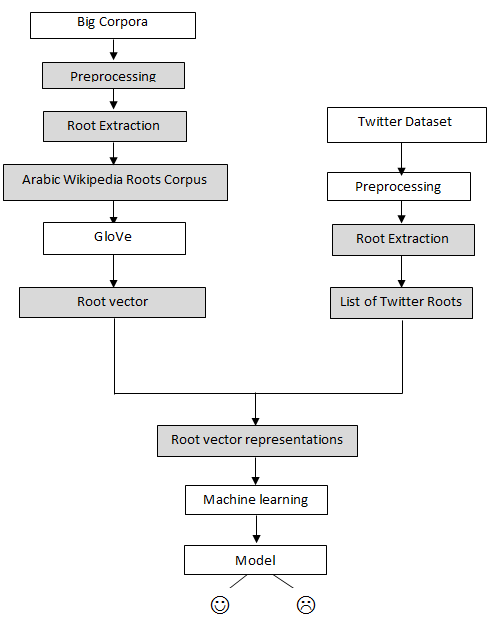 Big Corpora
Preprocessing
Root Extraction
Arabic Wikipedia Roots Corpus
GloVe
Root vector
Twitter Dataset
Preprocessing
Root Extraction
List of Twitter Roots
Root vector representations
Machine learning
Model